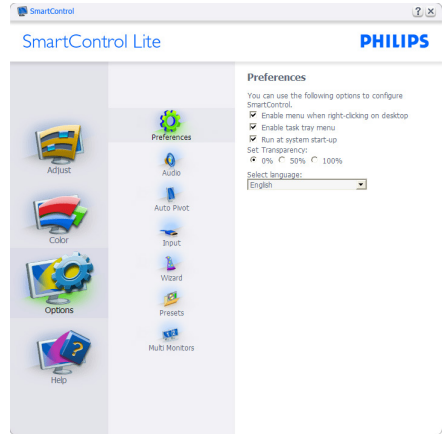 SmartControl
SmartControl Lite
PHILIPS
Adjust
Color
Options
Help
Preferences
Audio
Auto Pivot
Input
Wizard
Presets
Multi Monitors
Preferences
You can use the following options to configure
SmartControl.
Enable menu when right-clicking on desktop
Enable task tray menu
Run at system start-up
Set Transparency:
0% 50% 100%
Select language:
English